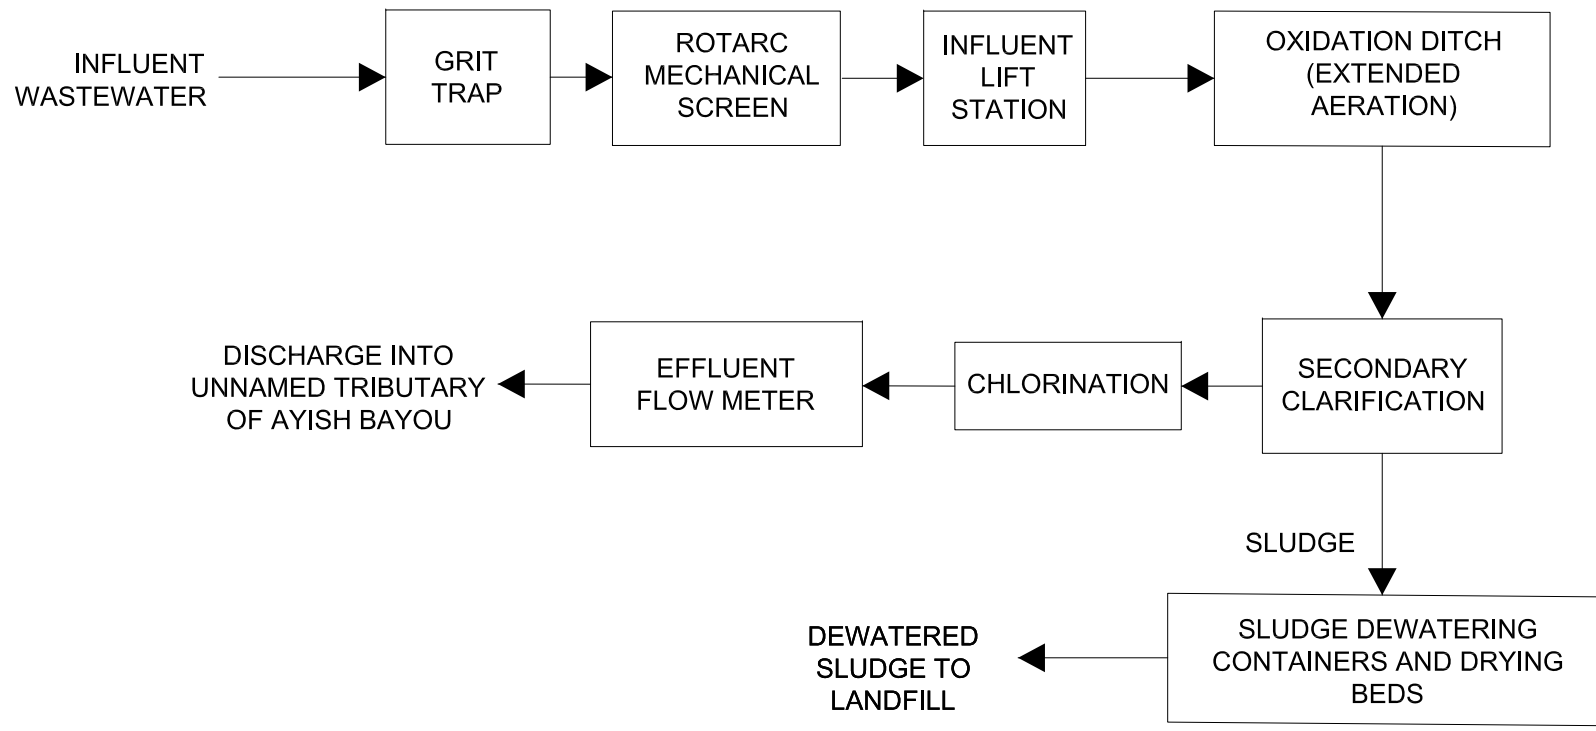 INFLUENT
WASTEWATER
GRIT
TRAP
ROTARC
MECHANICAL
SCREEN
INFLUENT
LIFT
STATION
OXIDATION DITCH
(EXTENDED
AERATION)
SECONDARY
CLARIFICATION
CHLORINATION
EFFLUENT
FLOW METER
DISCHARGE INTO
UNNAMED TRIBUTARY
OF AYISH BAYOU
SLUDGE
SLUDGE DEWATERING
CONTAINERS AND DRYING
BEDS
DEWATERED
SLUDGE TO
LANDFILL